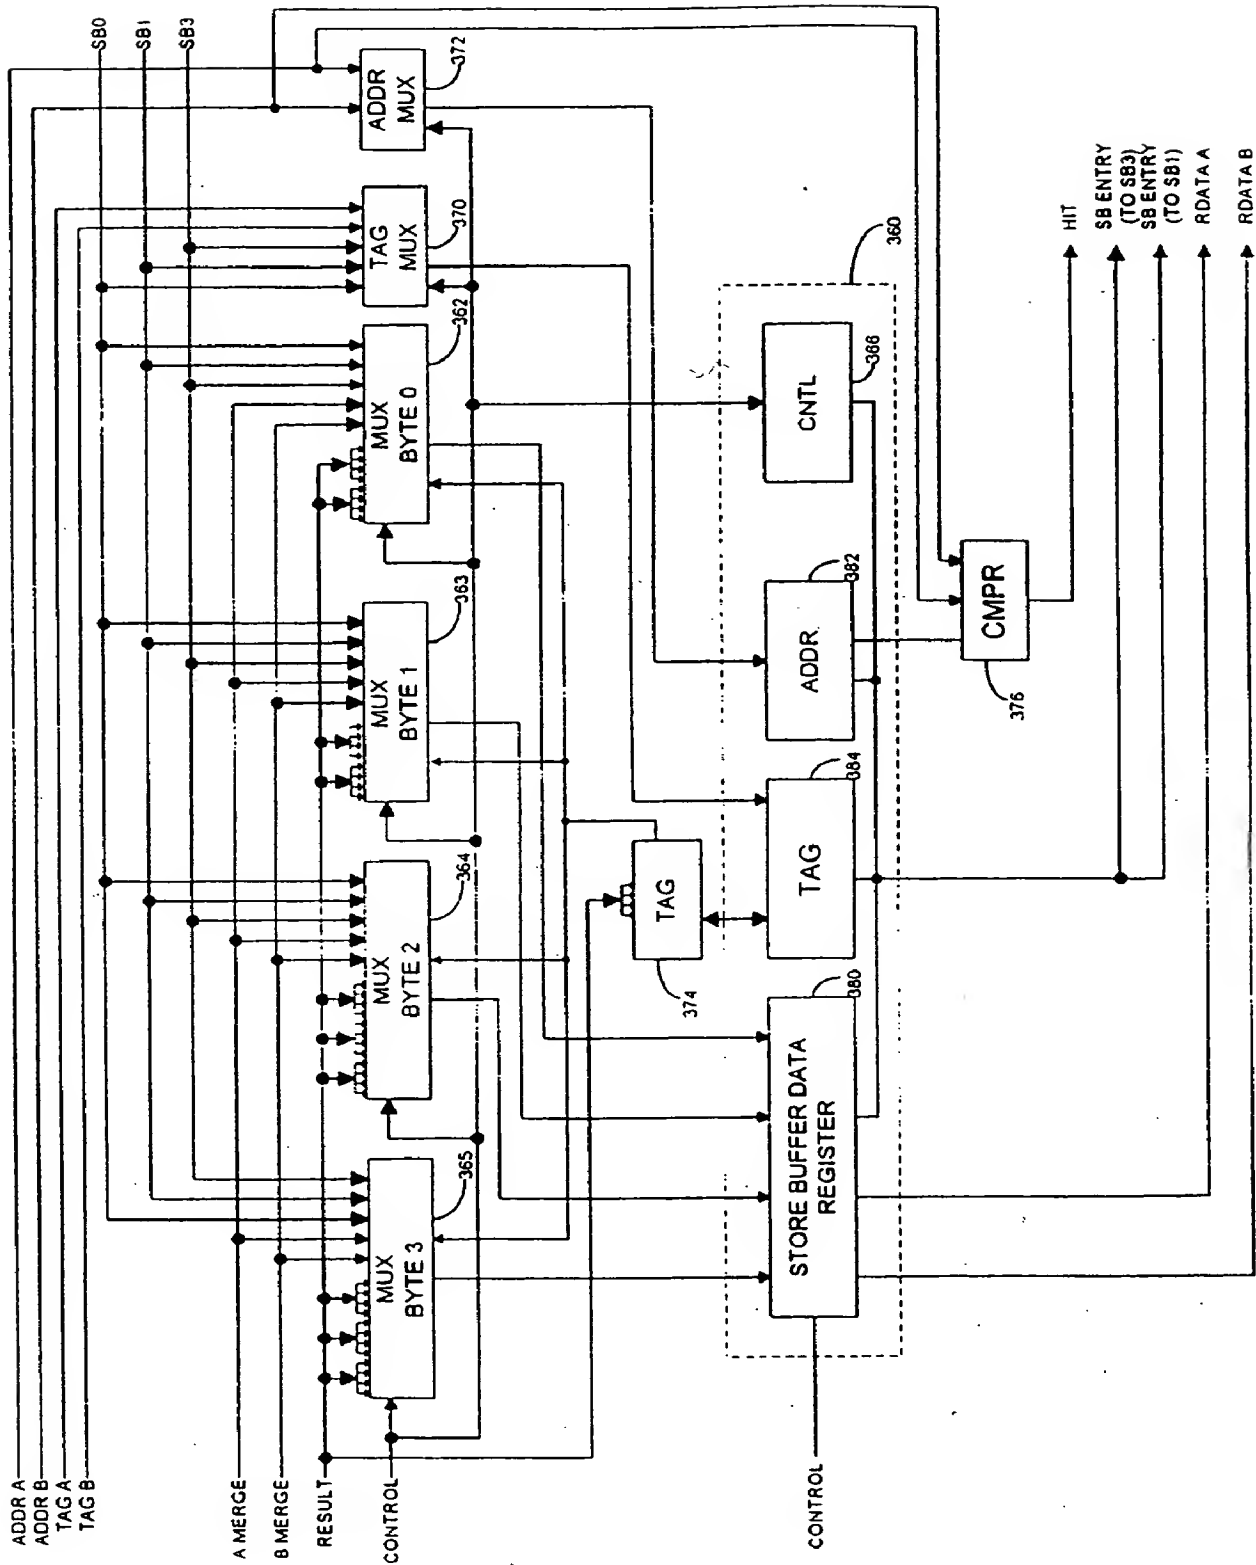 ADDR A
ADDR B
TAG A
TAG B
A MERGE
B MERGE
RESULT
CONTROL
SB0
SB1
SB3
MUX
BYTE 3
365
MUX
BYTE 2
364
MUX
BYTE 1
363
MUX
BYTE 0
362
TAG
MUX
370
ADDR
MUX
372
TAG
374
STORE BUFFER DATA
REGISTER
380
TAG
384
ADDR
382
CNTL
366
360
CONTROL
CMPR
376
HIT
SB ENTRY
(TO SB3)
SB ENTRY
(TO SB1)
RDATA A
RDATA B